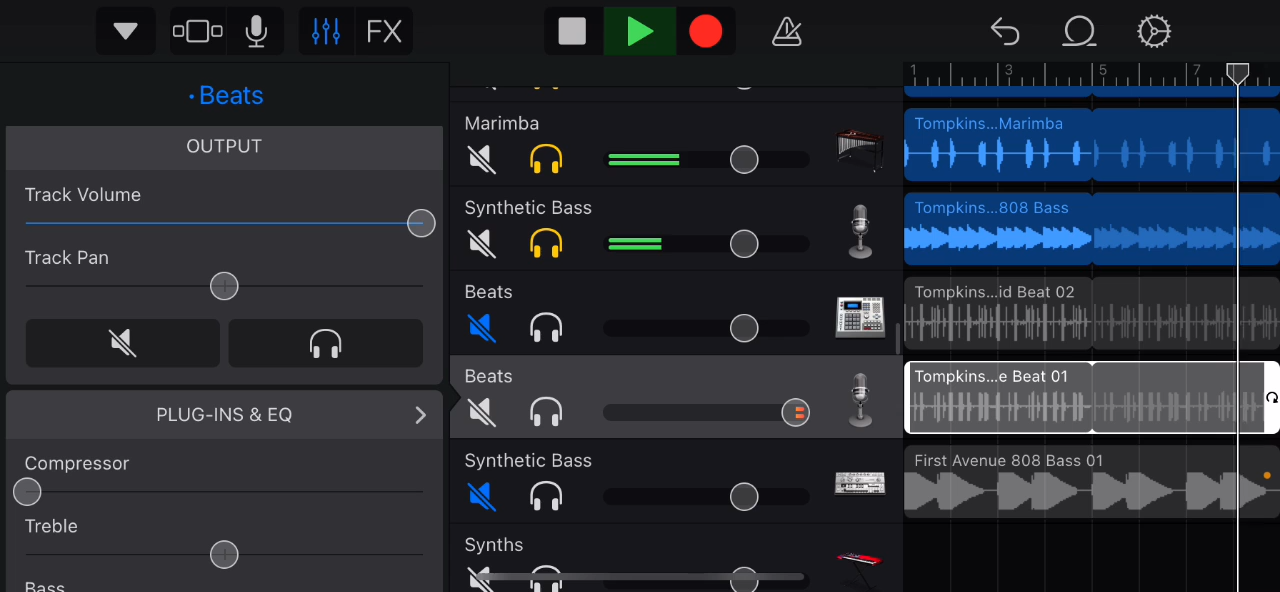 FX
1
3
5
7
Beats
OUTPUT
Track Volume
Track Pan
PLUG-INS & EQ
Compressor
Treble
Bass
Marimba
Synthetic Bass
Beats
Beats
Synthetic Bass
Synths
Tompkins...Marimba
Tompkins...808 Bass
Tompkins...id Beat 02
Tompkins...e Beat 01
First Avenue 808 Bass 01